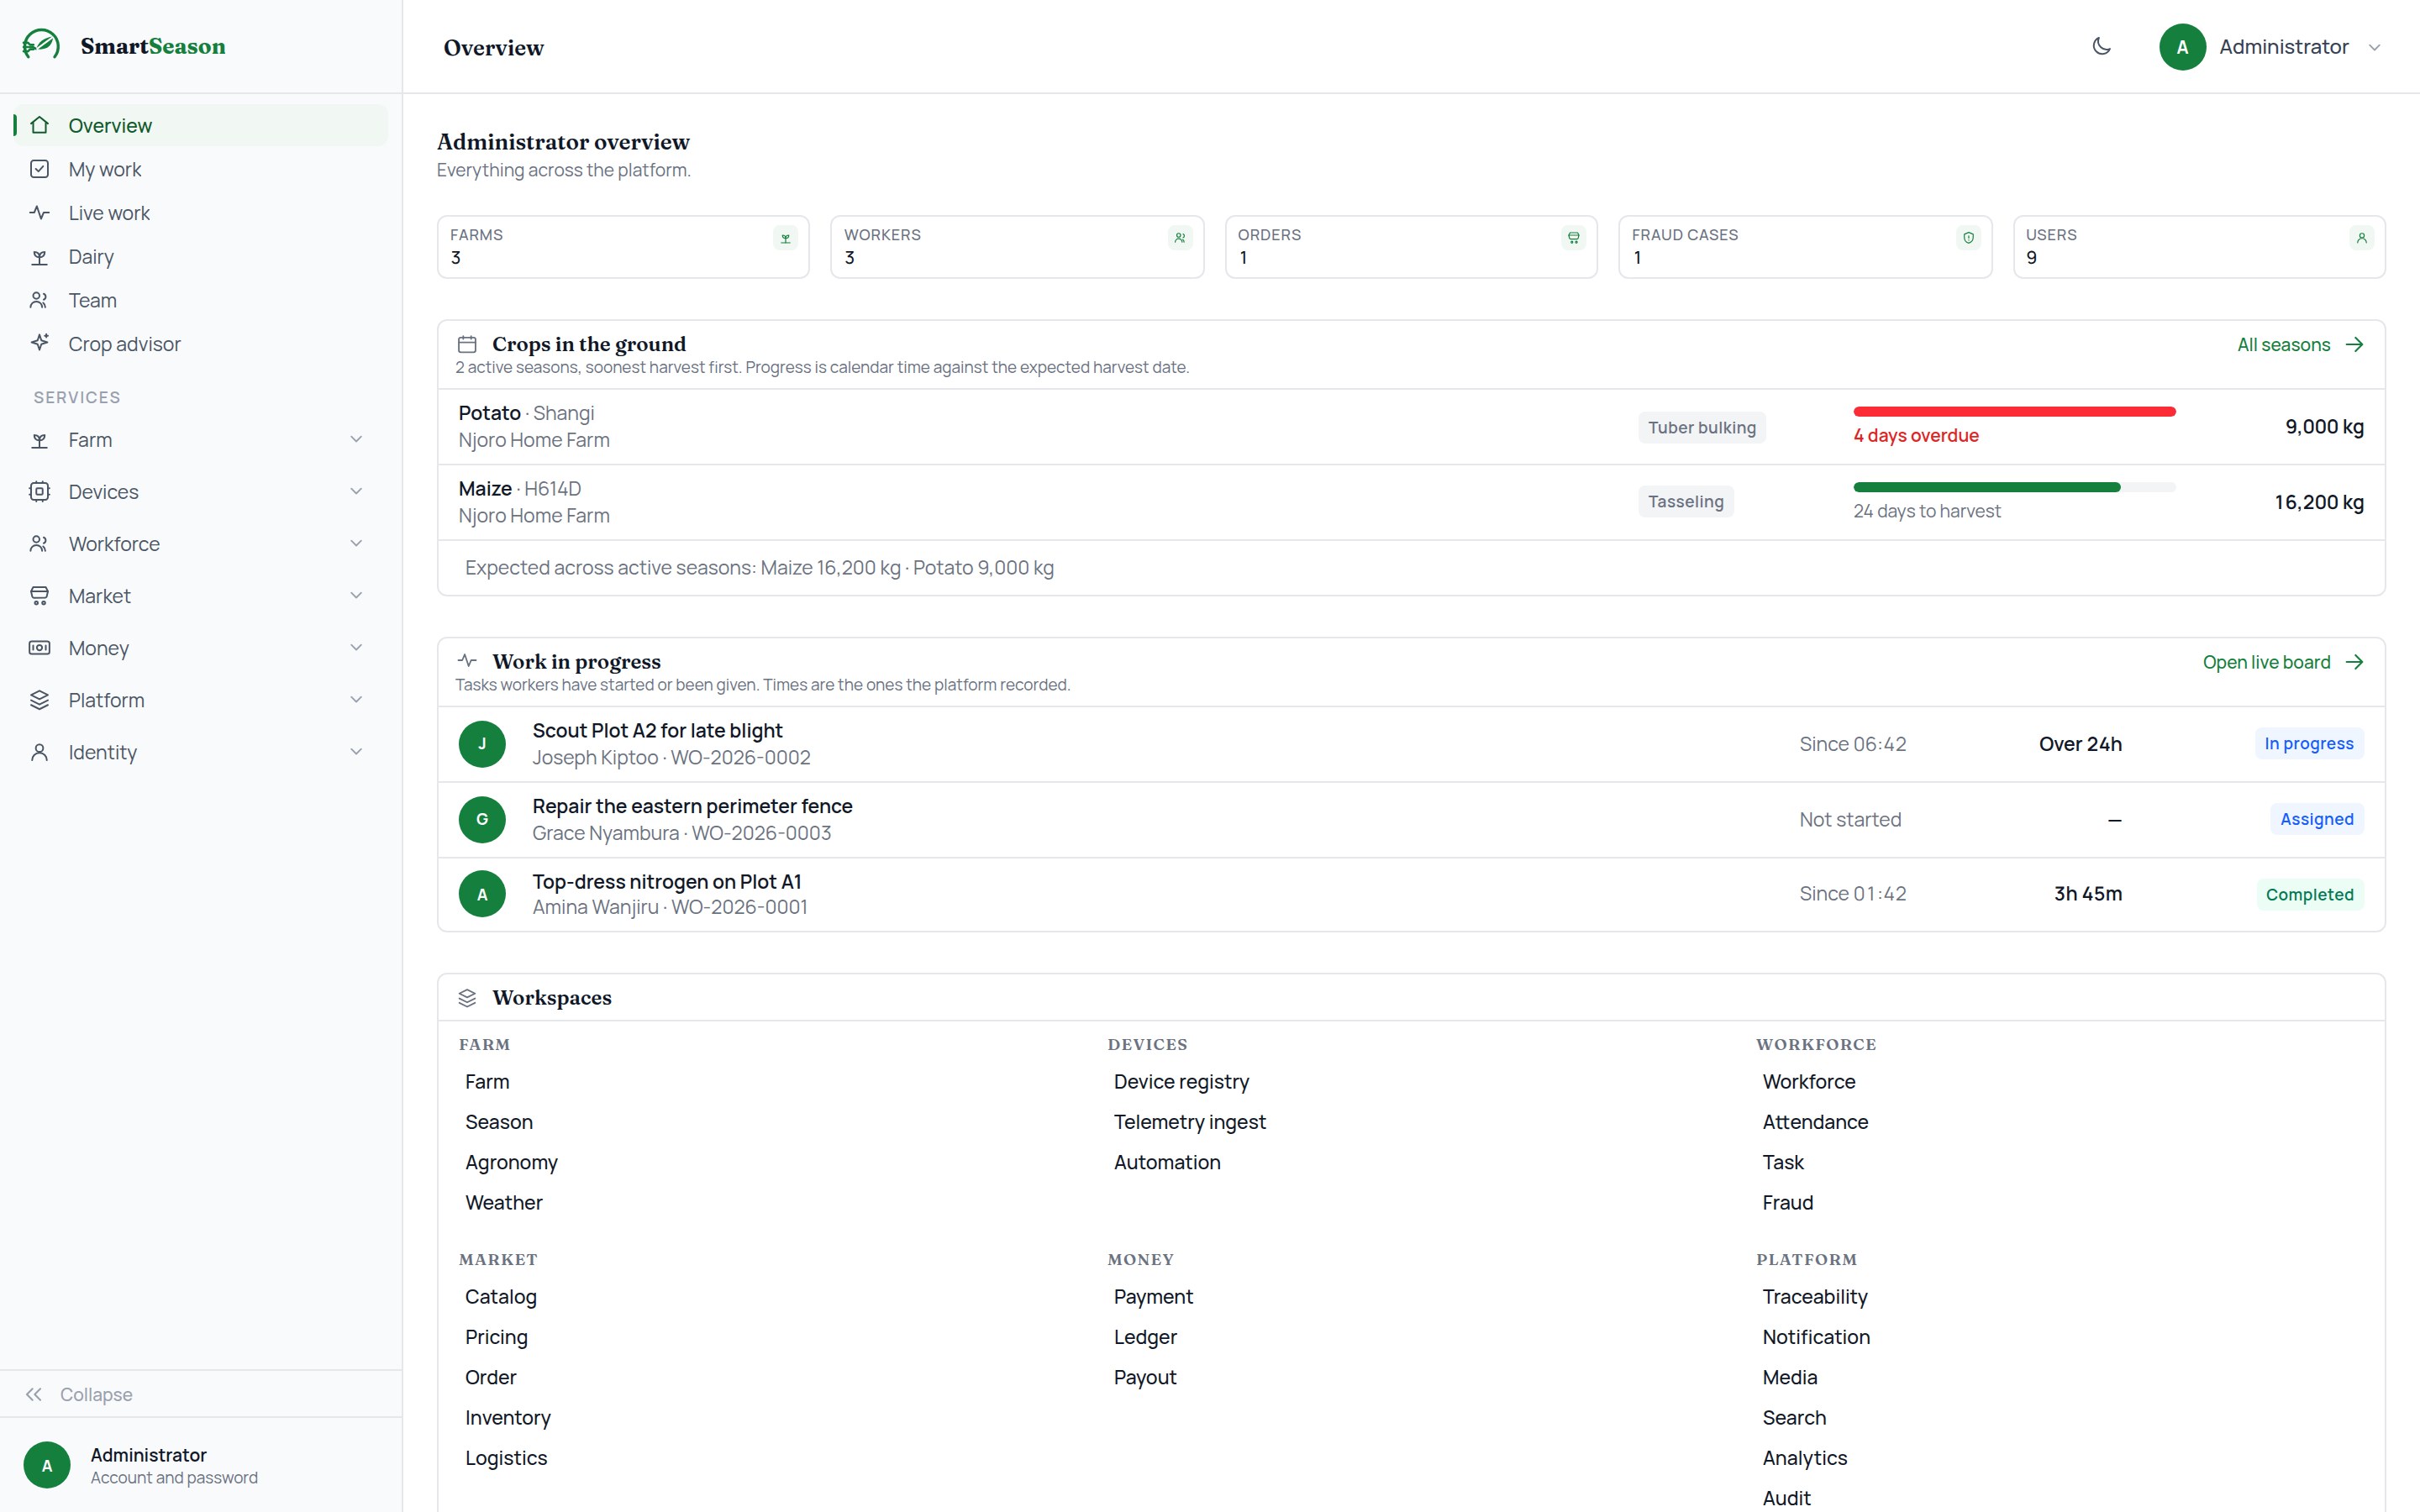 SmartSeason
Overview
My work
Live work
Dairy
Team
Crop advisor
SERVICES
Farm
Devices
Workforce
Market
Money
Platform
Identity
Collapse
A
Administrator
Account and password
Overview
A
Administrator
Administrator overview
Everything across the platform.
FARMS
3
WORKERS
3
ORDERS
1
FRAUD CASES
1
USERS
9
Crops in the ground
All seasons
2 active seasons, soonest harvest first. Progress is calendar time against the expected harvest date.
Potato · Shangi
Njoro Home Farm
Tuber bulking
4 days overdue
9,000 kg
Maize · H614D
Njoro Home Farm
Tasseling
24 days to harvest
16,200 kg
Expected across active seasons: Maize 16,200 kg · Potato 9,000 kg
Work in progress
Open live board
Tasks workers have started or been given. Times are the ones the platform recorded.
J
Scout Plot A2 for late blight
Joseph Kiptoo · WO-2026-0002
Since 06:42
Over 24h
In progress
G
Repair the eastern perimeter fence
Grace Nyambura · WO-2026-0003
Not started
—
Assigned
A
Top-dress nitrogen on Plot A1
Amina Wanjiru · WO-2026-0001
Since 01:42
3h 45m
Completed
Workspaces
FARM
Farm
Season
Agronomy
Weather
DEVICES
Device registry
Telemetry ingest
Automation
WORKFORCE
Workforce
Attendance
Task
Fraud
MARKET
Catalog
Pricing
Order
Inventory
Logistics
MONEY
Payment
Ledger
Payout
PLATFORM
Traceability
Notification
Media
Search
Analytics
Audit